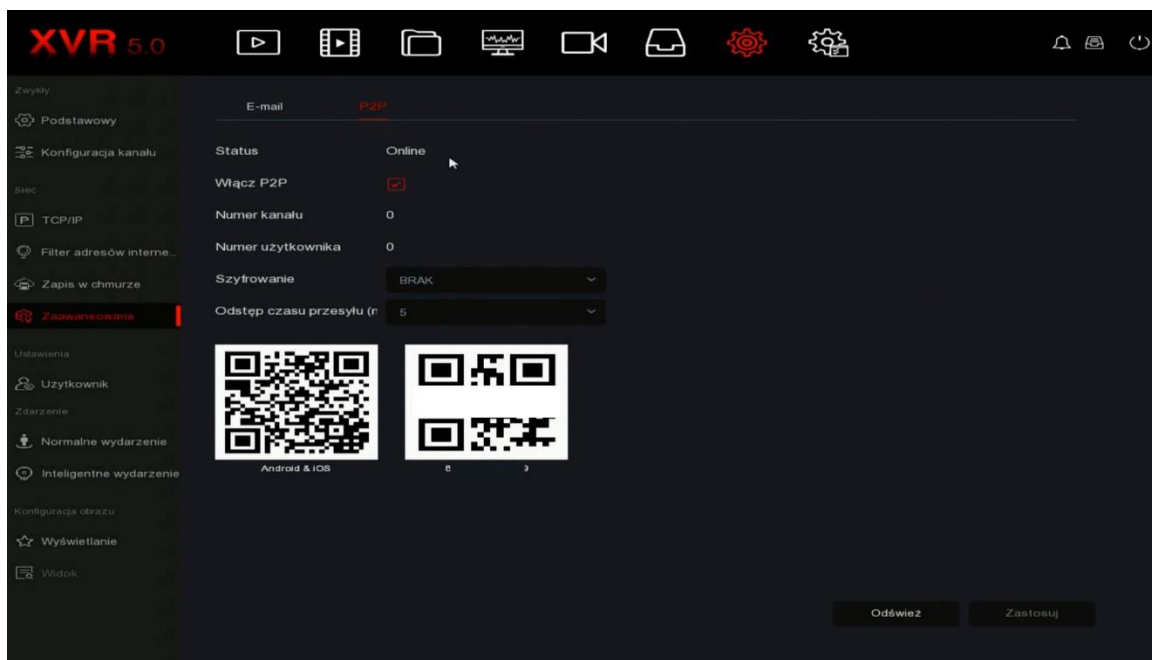 XVR 5.0
Zwykły
Podstawowy
Konfiguracja kanału
Sieć
TCP/IP
Filter adresów interne...
Zapis w chmurze
Zaawansowane
Ustawienia
Użytkownik
Zdarzenie
Normalne wydarzenie
Inteligentne wydarzenie
Konfiguracja obrazu
Wyświetlanie
Widok
E-mail P2P
Status Online
Włącz P2P
Numer kanału 0
Numer użytkownika 0
Szyfrowanie BRAK
Odstęp czasu przesyłu (n 5
Android & iOS
Odśwież Zastosuj